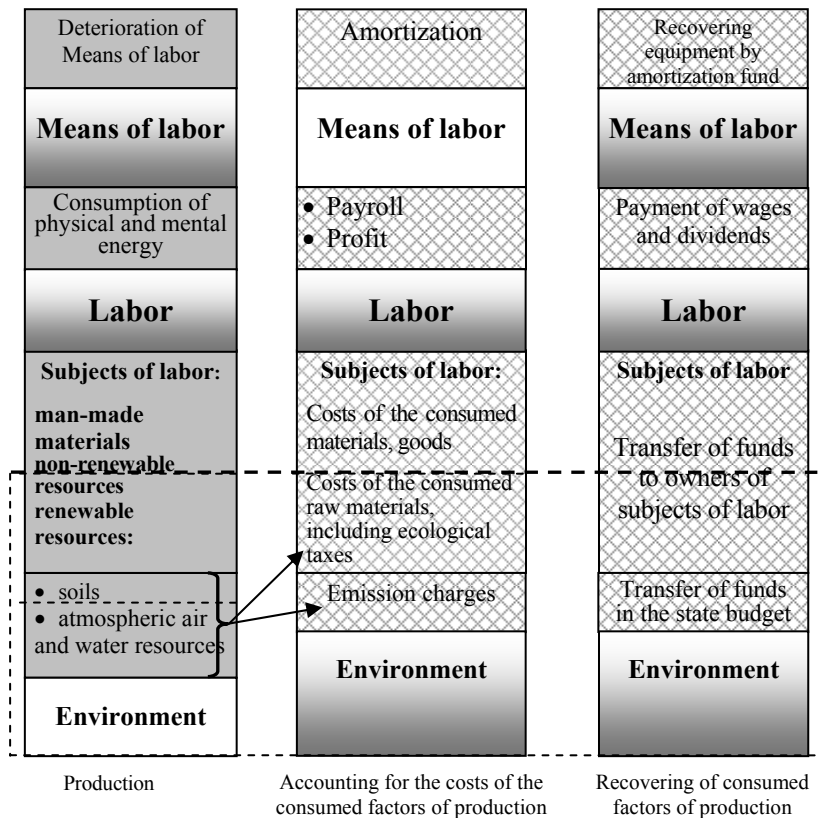 Deterioration of
Means of labor
Means of labor
Consumption of
physical and mental
energy
Labor
Subjects of labor:
man-made
materials
non-renewable
resources
renewable
resources:
• soils
• atmospheric air
and water resources
Environment
Production
Amortization
Means of labor
• Payroll
• Profit
Labor
Subjects of labor:
Costs of the consumed
materials, goods
Costs of the consumed
raw materials,
including ecological
taxes
Emission charges
Environment
Accounting for the costs of the
consumed factors of production
Recovering
equipment by
amortization fund
Means of labor
Payment of wages
and dividends
Labor
Subjects of labor
Transfer of funds
to owners of
subjects of labor
Transfer of funds
in the state budget
Environment
Recovering of consumed
factors of production